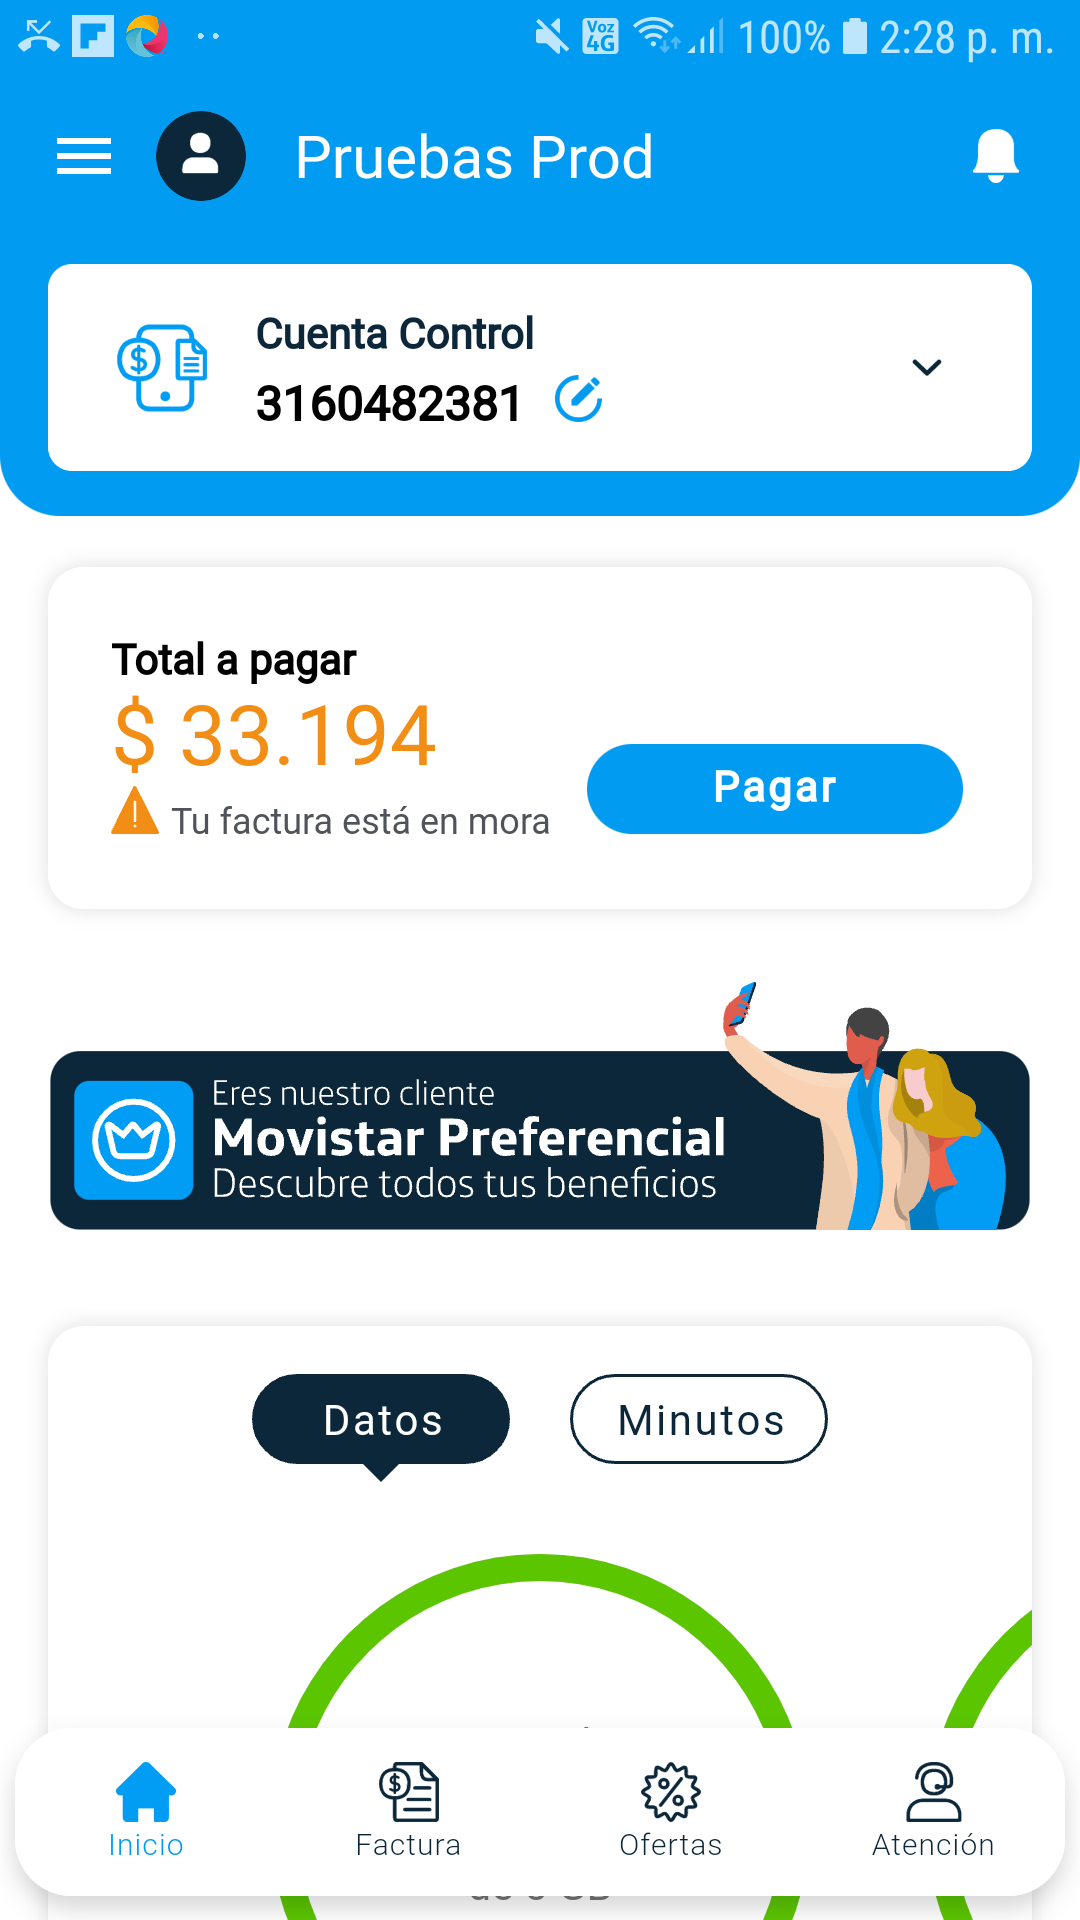 Voz 4G 100% 2:28 p. m.
Pruebas Prod
Cuenta Control
3160482381
Total a pagar
$ 33.194
Tu factura está en mora
Pagar
Eres nuestro cliente
Movistar Preferencial
Descubre todos tus beneficios
Datos Minutos
Inicio Factura Ofertas Atención